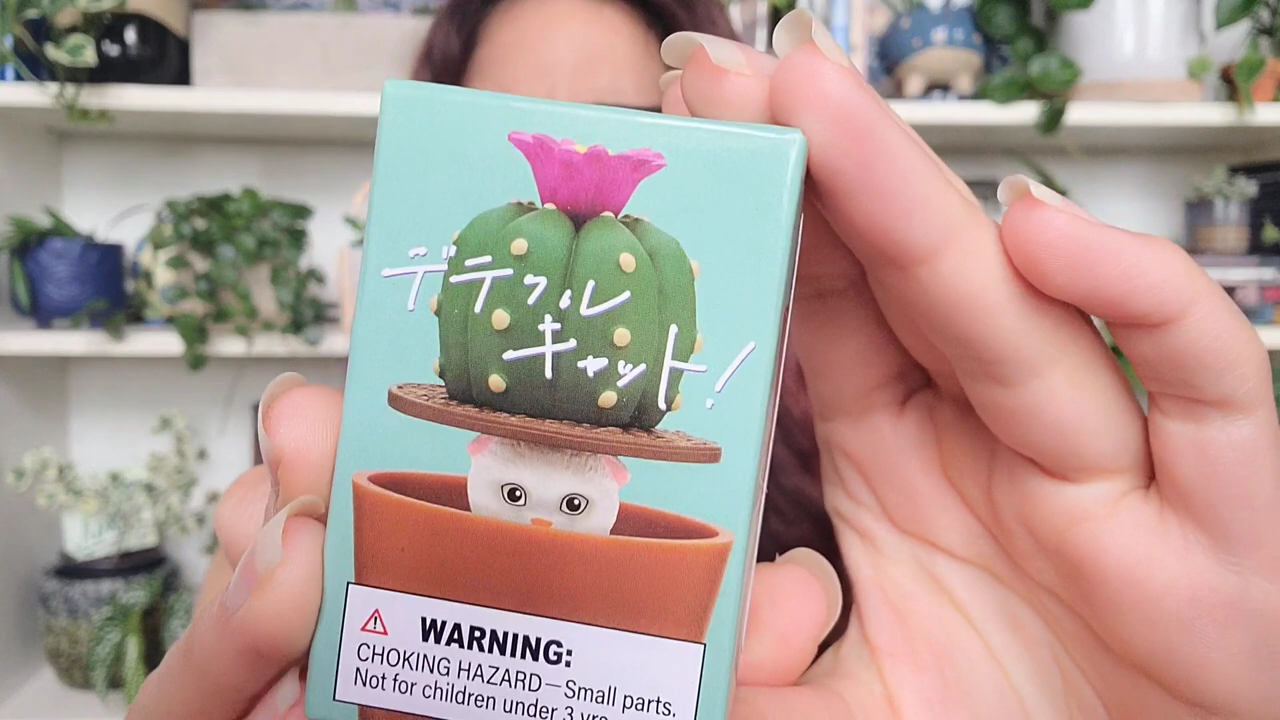 デテクル
キャット!
⚠ WARNING:
CHOKING HAZARD—Small parts.
Not for children under 3